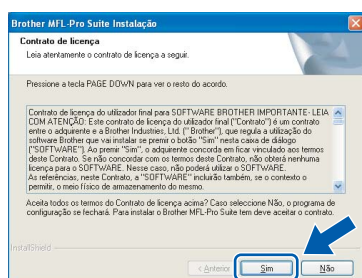 Brother MFL-Pro Suite Instalação
Contrato de licença
Leia atentamente o contrato de licença a seguir.
Pressione a tecla PAGE DOWN para ver o resto do acordo.
Contrato de licença do utilizador final para SOFTWARE BROTHER IMPORTANTE- LEIA
COM ATENÇÃO: Este contrato de licença do utilizador final ("Contrato") é um contrato
entre o adquirente e a Brother Industries, Ltd. ("Brother"), que regula a utilização do
software Brother que vai instalar se premir o botão "Sim" nesta caixa de diálogo
("SOFTWARE"). Ao premir "Sim", o adquirente concorda em ficar vinculado aos termos
deste Contrato. Se não concordar com os termos deste Contrato, não obterá nenhuma
licença para o SOFTWARE. Nesse caso, não poderá utilizar o SOFTWARE.
As referências, neste Contrato, a "SOFTWARE" incluirão também, se o contexto o
permitir, o meio físico de armazenamento do mesmo.
Aceita todos os termos do Contrato de licença acima? Caso seleccione Não, o programa de
configuração se fechará. Para instalar o Brother MFL-Pro Suite tem deve aceitar o contrato.
InstallShield
< Anterior
Sim
Não